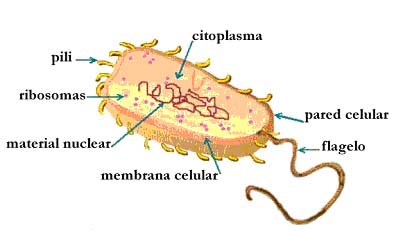 citoplasma
pili
ribosomas
pared celular
material nuclear
flagelo
membrana celular